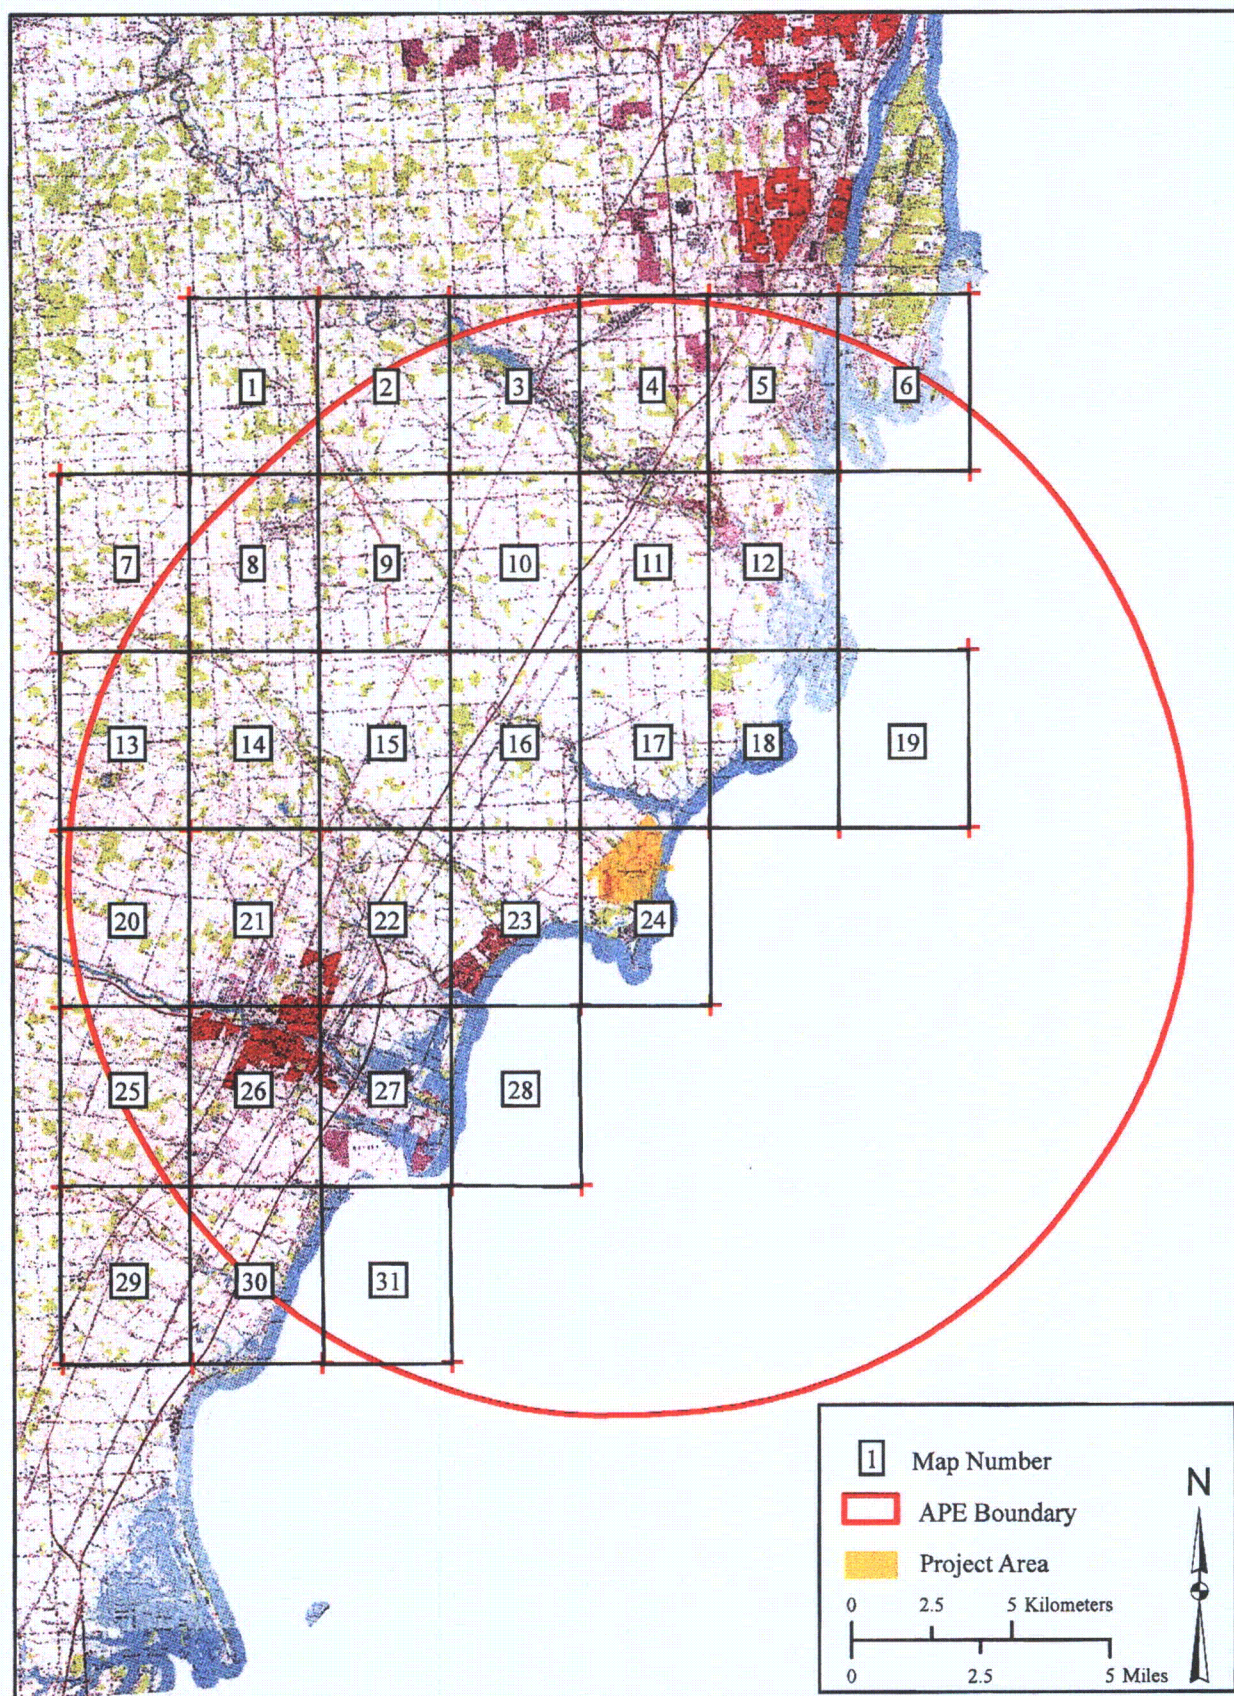 1 2 3 4 5 6
7 8 9 10 11 12
13 14 15 16 17 18 19
20 21 22 23 24
25 26 27 28
29 30 31
1 Map Number
APE Boundary
Project Area
N
0 2.5 5 Kilometers
0 2.5 5 Miles